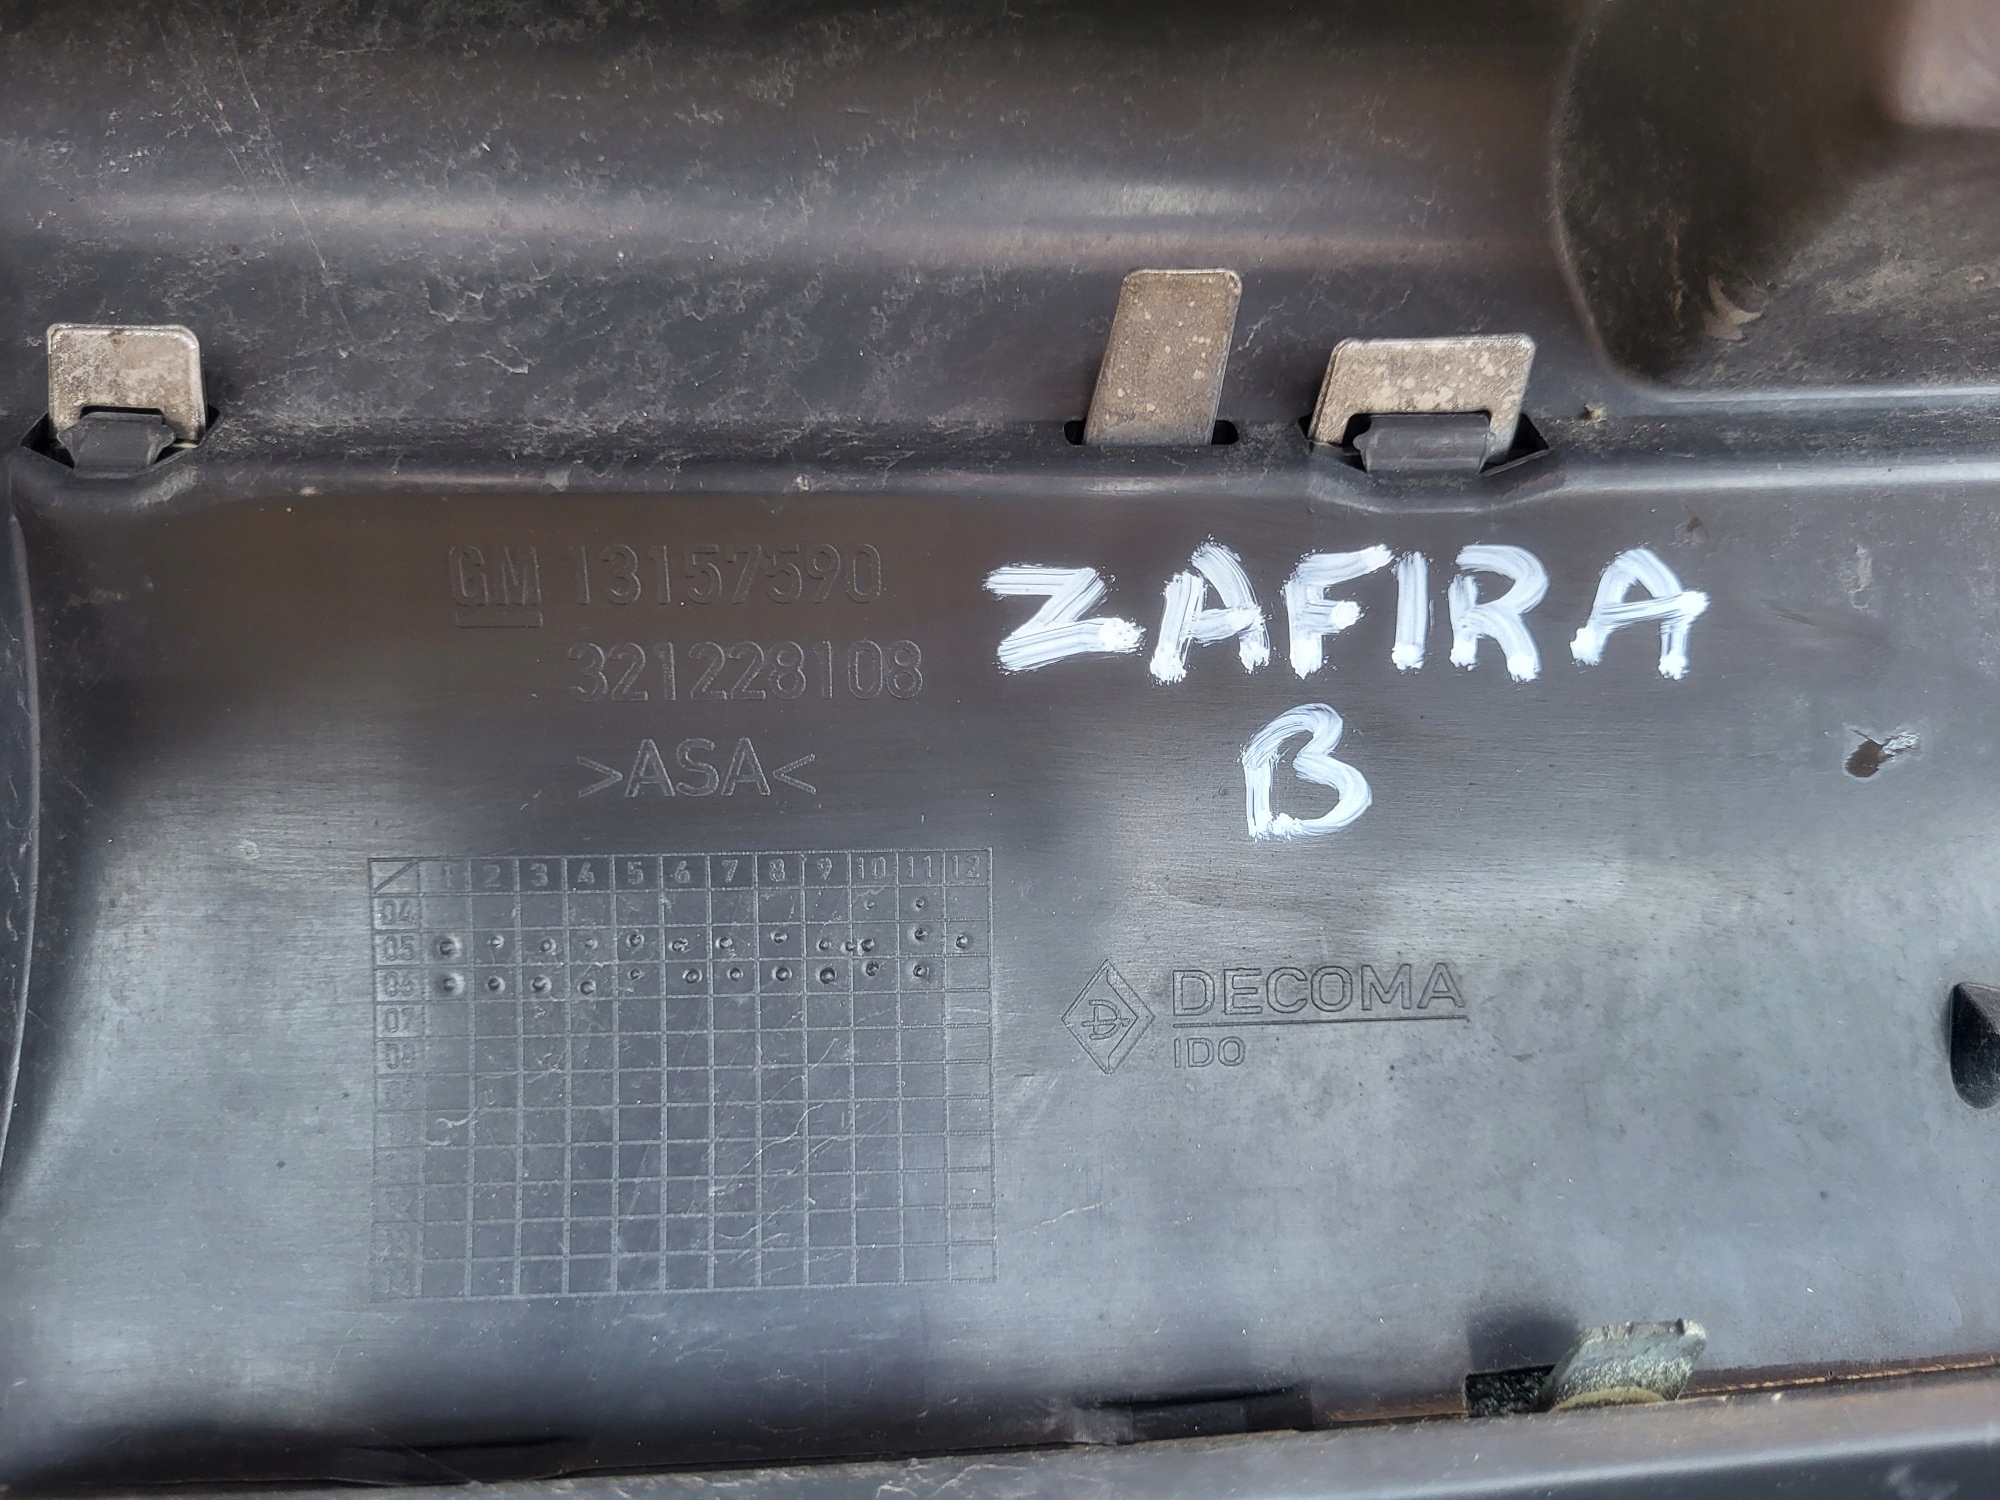 GM 13157590
321228108
>ASA<
ZAFIRA
B
1 2 3 4 5 6 7 8 9 10 11 12
04
05
06
07
08
DECOMA
IDO